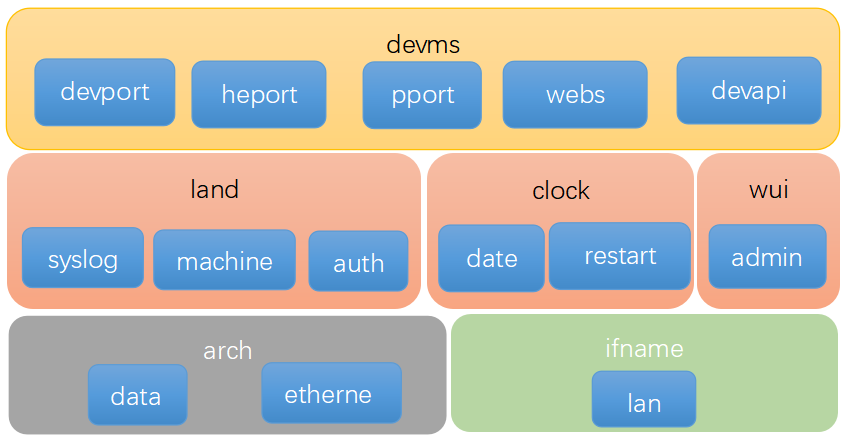 devms
devport heport pport webs devapi
land clock wui
syslog machine auth date restart admin
arch ifname
data etherne lan